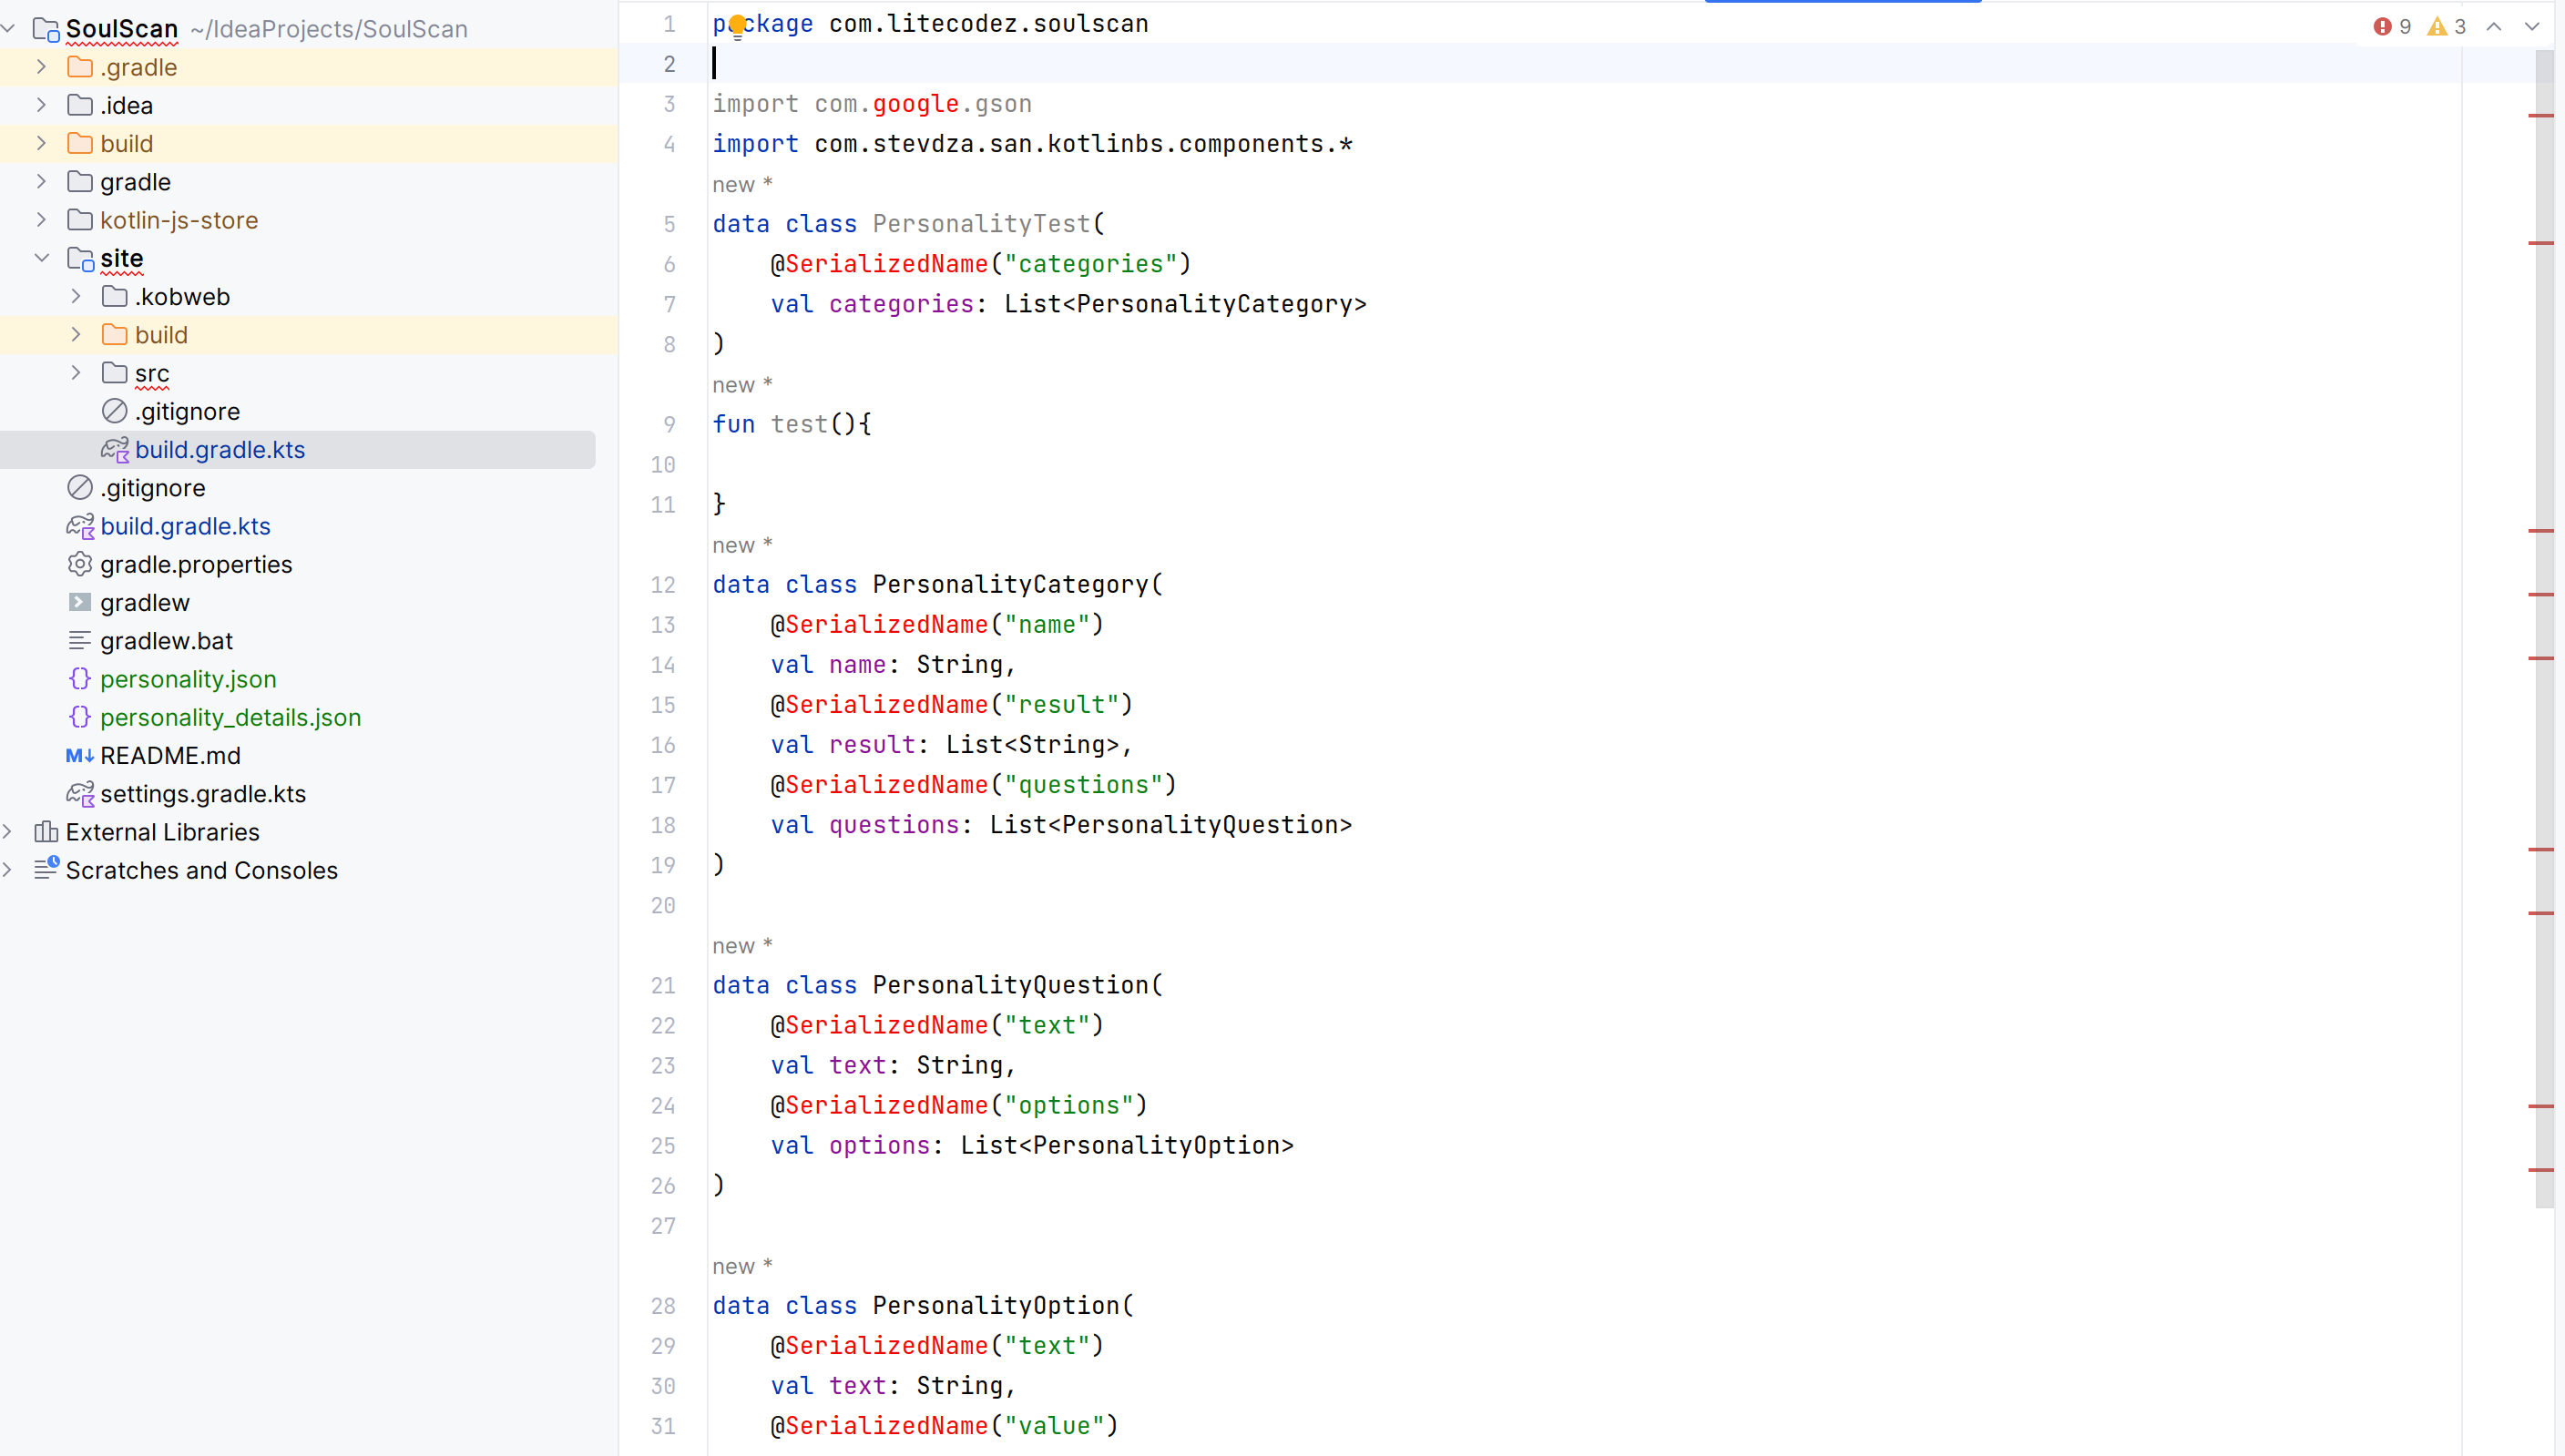 SoulScan ~/IdeaProjects/SoulScan
.gradle
.idea
build
gradle
kotlin-js-store
site
.kobweb
build
src
.gitignore
build.gradle.kts
.gitignore
build.gradle.kts
gradle.properties
gradlew
gradlew.bat
{} personality.json
{} personality_details.json
M↓ README.md
settings.gradle.kts
External Libraries
Scratches and Consoles
9 3
1 package com.litecodez.soulscan
2
3 import com.google.gson
4 import com.stevdza.san.kotlinbs.components.*
new *
5 data class PersonalityTest(
6     @SerializedName("categories")
7     val categories: List<PersonalityCategory>
8 )
new *
9 fun test(){
10
11 }
new *
12 data class PersonalityCategory(
13     @SerializedName("name")
14     val name: String,
15     @SerializedName("result")
16     val result: List<String>,
17     @SerializedName("questions")
18     val questions: List<PersonalityQuestion>
19 )
20
new *
21 data class PersonalityQuestion(
22     @SerializedName("text")
23     val text: String,
24     @SerializedName("options")
25     val options: List<PersonalityOption>
26 )
27
new *
28 data class PersonalityOption(
29     @SerializedName("text")
30     val text: String,
31     @SerializedName("value")